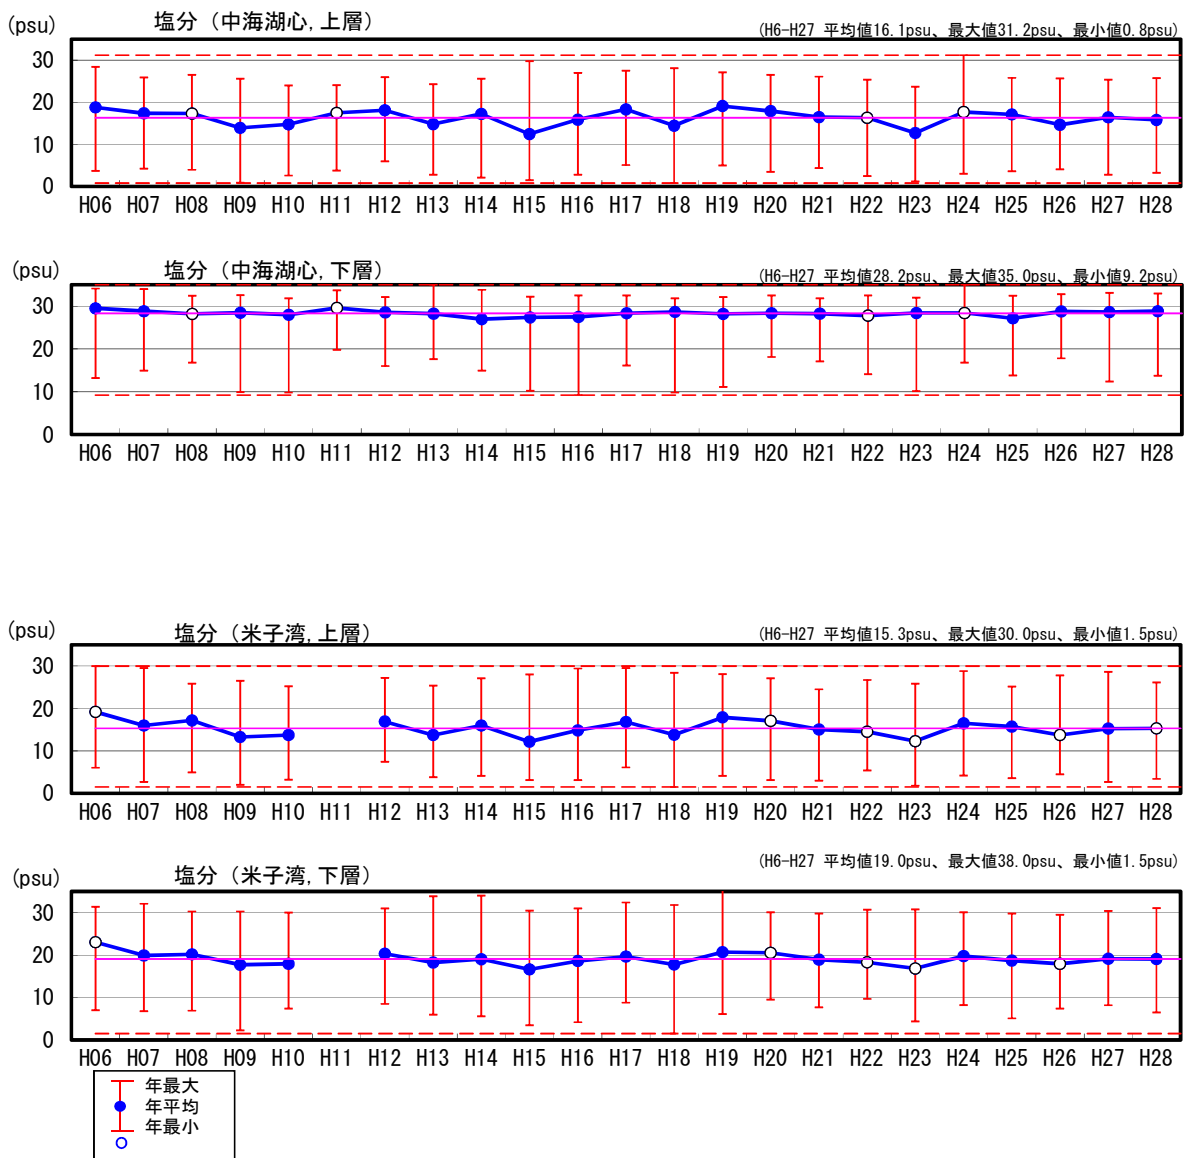 (psu)
塩分（中海湖心,上層）
(H6-H27 平均値16.1psu、最大値31.2psu、最小値0.8psu)
30
20
10
0
H06 H07 H08 H09 H10 H11 H12 H13 H14 H15 H16 H17 H18 H19 H20 H21 H22 H23 H24 H25 H26 H27 H28
(psu)
塩分（中海湖心,下層）
(H6-H27 平均値28.2psu、最大値35.0psu、最小値9.2psu)
30
20
10
0
H06 H07 H08 H09 H10 H11 H12 H13 H14 H15 H16 H17 H18 H19 H20 H21 H22 H23 H24 H25 H26 H27 H28
(psu)
塩分（米子湾,上層）
(H6-H27 平均値15.3psu、最大値30.0psu、最小値1.5psu)
30
20
10
0
H06 H07 H08 H09 H10 H11 H12 H13 H14 H15 H16 H17 H18 H19 H20 H21 H22 H23 H24 H25 H26 H27 H28
(psu)
塩分（米子湾,下層）
(H6-H27 平均値19.0psu、最大値38.0psu、最小値1.5psu)
30
20
10
0
H06 H07 H08 H09 H10 H11 H12 H13 H14 H15 H16 H17 H18 H19 H20 H21 H22 H23 H24 H25 H26 H27 H28
年最大
年平均
年最小